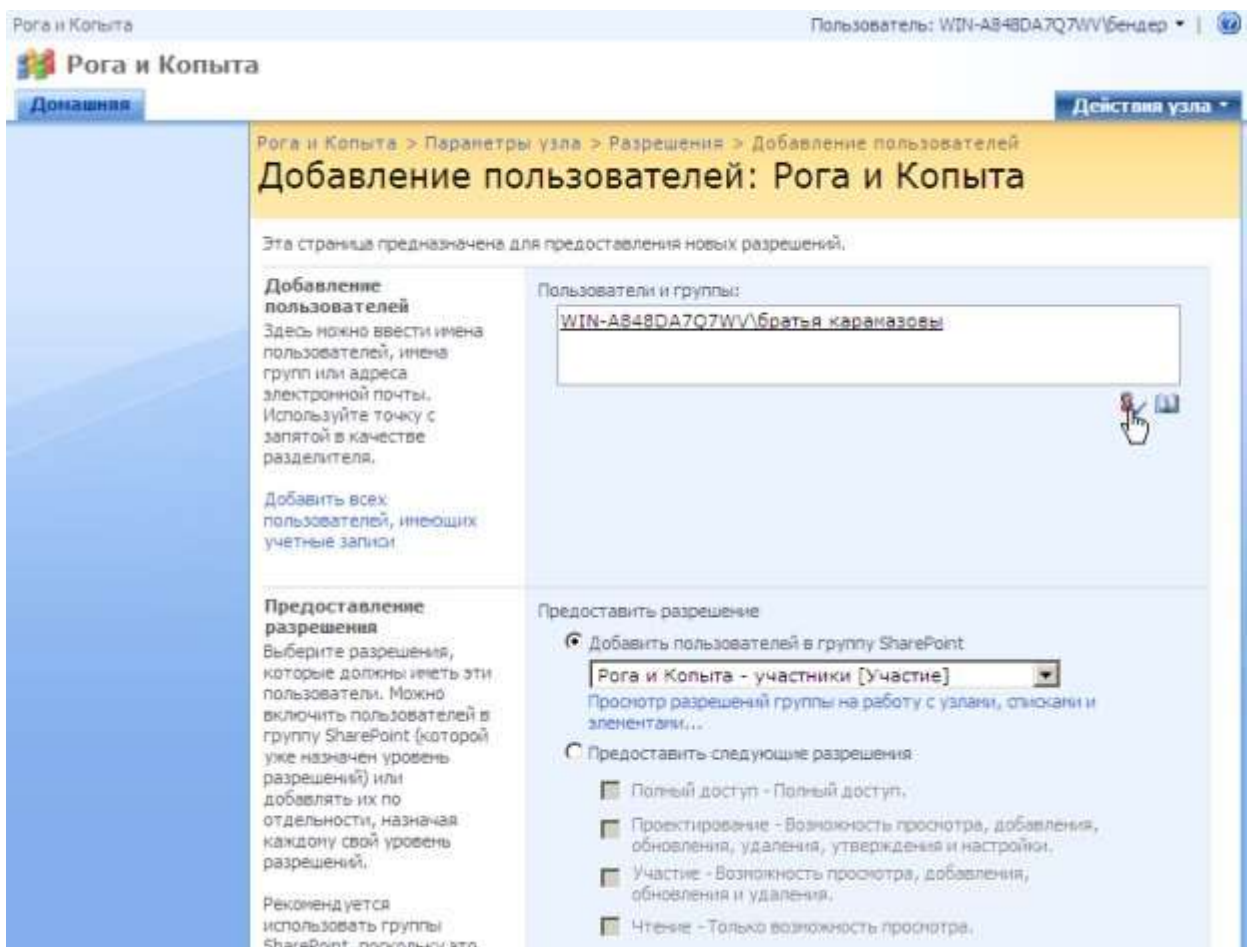 Рога и Копыта
Пользователь: WIN-A848DA7Q7WV\бендер
Рога и Копыта
Домашняя
Действия узла
Рога и Копыта > Параметры узла > Разрешения > Добавление пользователей
Добавление пользователей: Рога и Копыта
Эта страница предназначена для предоставления новых разрешений.
Добавление
пользователей
Здесь можно ввести имена
пользователей, имена
групп или адреса
электронной почты.
Используйте точку с
запятой в качестве
разделителя.
Добавить всех
пользователей, имеющих
учетные записи
Пользователи и группы:
WIN-A848DA7Q7WV\братья карамазовы
Предоставление
разрешения
Выберите разрешения,
которые должны иметь эти
пользователи. Можно
включить пользователей в
группу SharePoint (которой
уже назначен уровень
разрешений) или
добавлять их по
отдельности, назначая
каждому свой уровень
разрешений.
Рекомендуется
использовать группы
SharePoint, поскольку это
Предоставить разрешение
Добавить пользователей в группу SharePoint
Рога и Копыта - участники [Участие]
Просмотр разрешений группы на работу с узлами, списками и
элементами...
Предоставить следующие разрешения
Полный доступ - Полный доступ.
Проектирование - Возможность просмотра, добавления,
обновления, удаления, утверждения и настройки.
Участие - Возможность просмотра, добавления,
обновления и удаления.
Чтение - Только возможность просмотра.